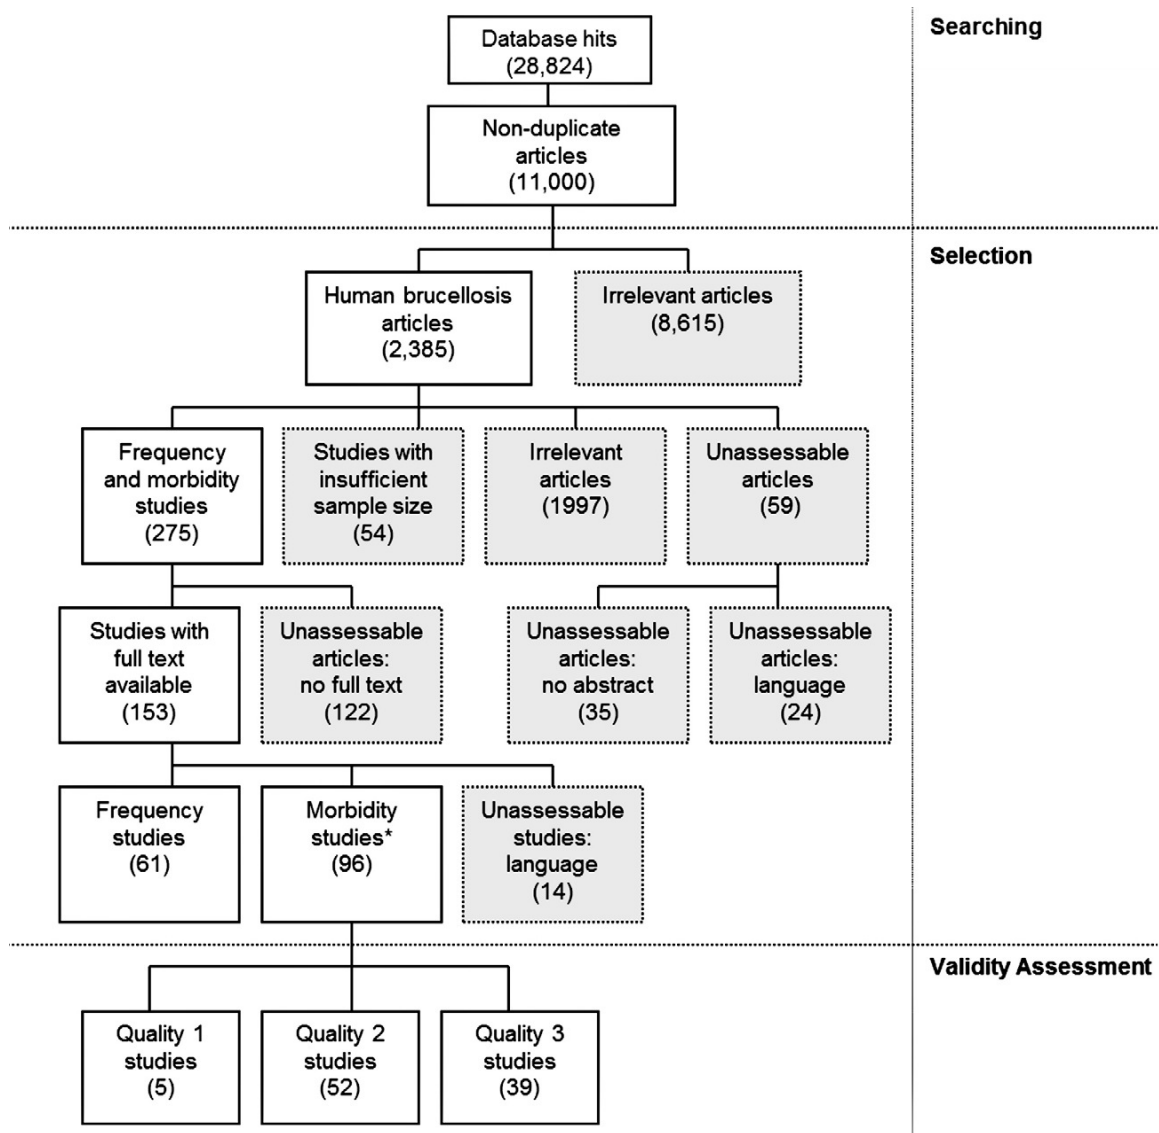 Database hits
(28,824)
Searching
Non-duplicate
articles
(11,000)
Selection
Human brucellosis
articles
(2,385)
Irrelevant articles
(8,615)
Frequency
and morbidity
studies
(275)
Studies with
insufficient
sample size
(54)
Irrelevant
articles
(1997)
Unassessable
articles
(59)
Studies with
full text
available
(153)
Unassessable
articles:
no full text
(122)
Unassessable
articles:
no abstract
(35)
Unassessable
articles:
language
(24)
Frequency
studies
(61)
Morbidity
studies*
(96)
Unassessable
studies:
language
(14)
Validity Assessment
Quality 1
studies
(5)
Quality 2
studies
(52)
Quality 3
studies
(39)